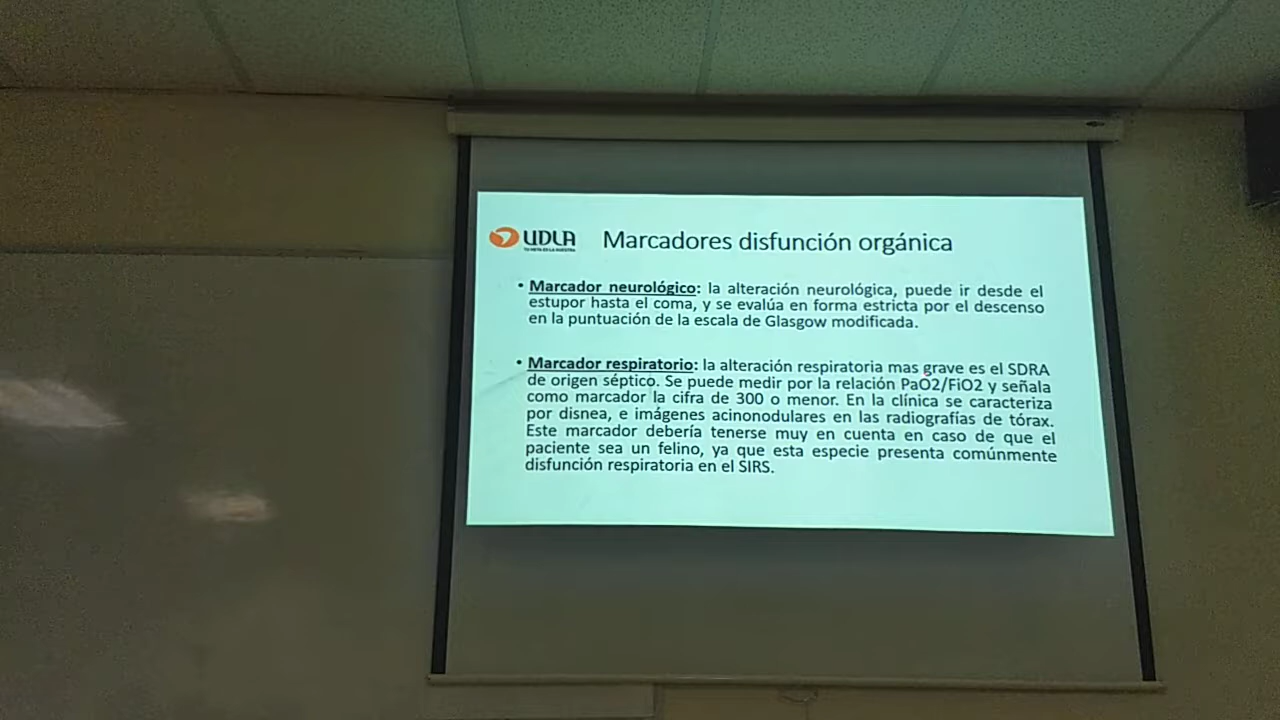 UDLA
Marcadores disfunción orgánica
• Marcador neurológico: la alteración neurológica, puede ir desde el
estupor hasta el coma, y se evalúa en forma estricta por el descenso
en la puntuación de la escala de Glasgow modificada.
• Marcador respiratorio: la alteración respiratoria mas grave es el SDRA
de origen séptico. Se puede medir por la relación PaO2/FiO2 y señala
como marcador la cifra de 300 o menor. En la clínica se caracteriza
por disnea, e imágenes acinonodulares en las radiografías de tórax.
Este marcador debería tenerse muy en cuenta en caso de que el
paciente sea un felino, ya que esta especie presenta comúnmente
disfunción respiratoria en el SIRS.